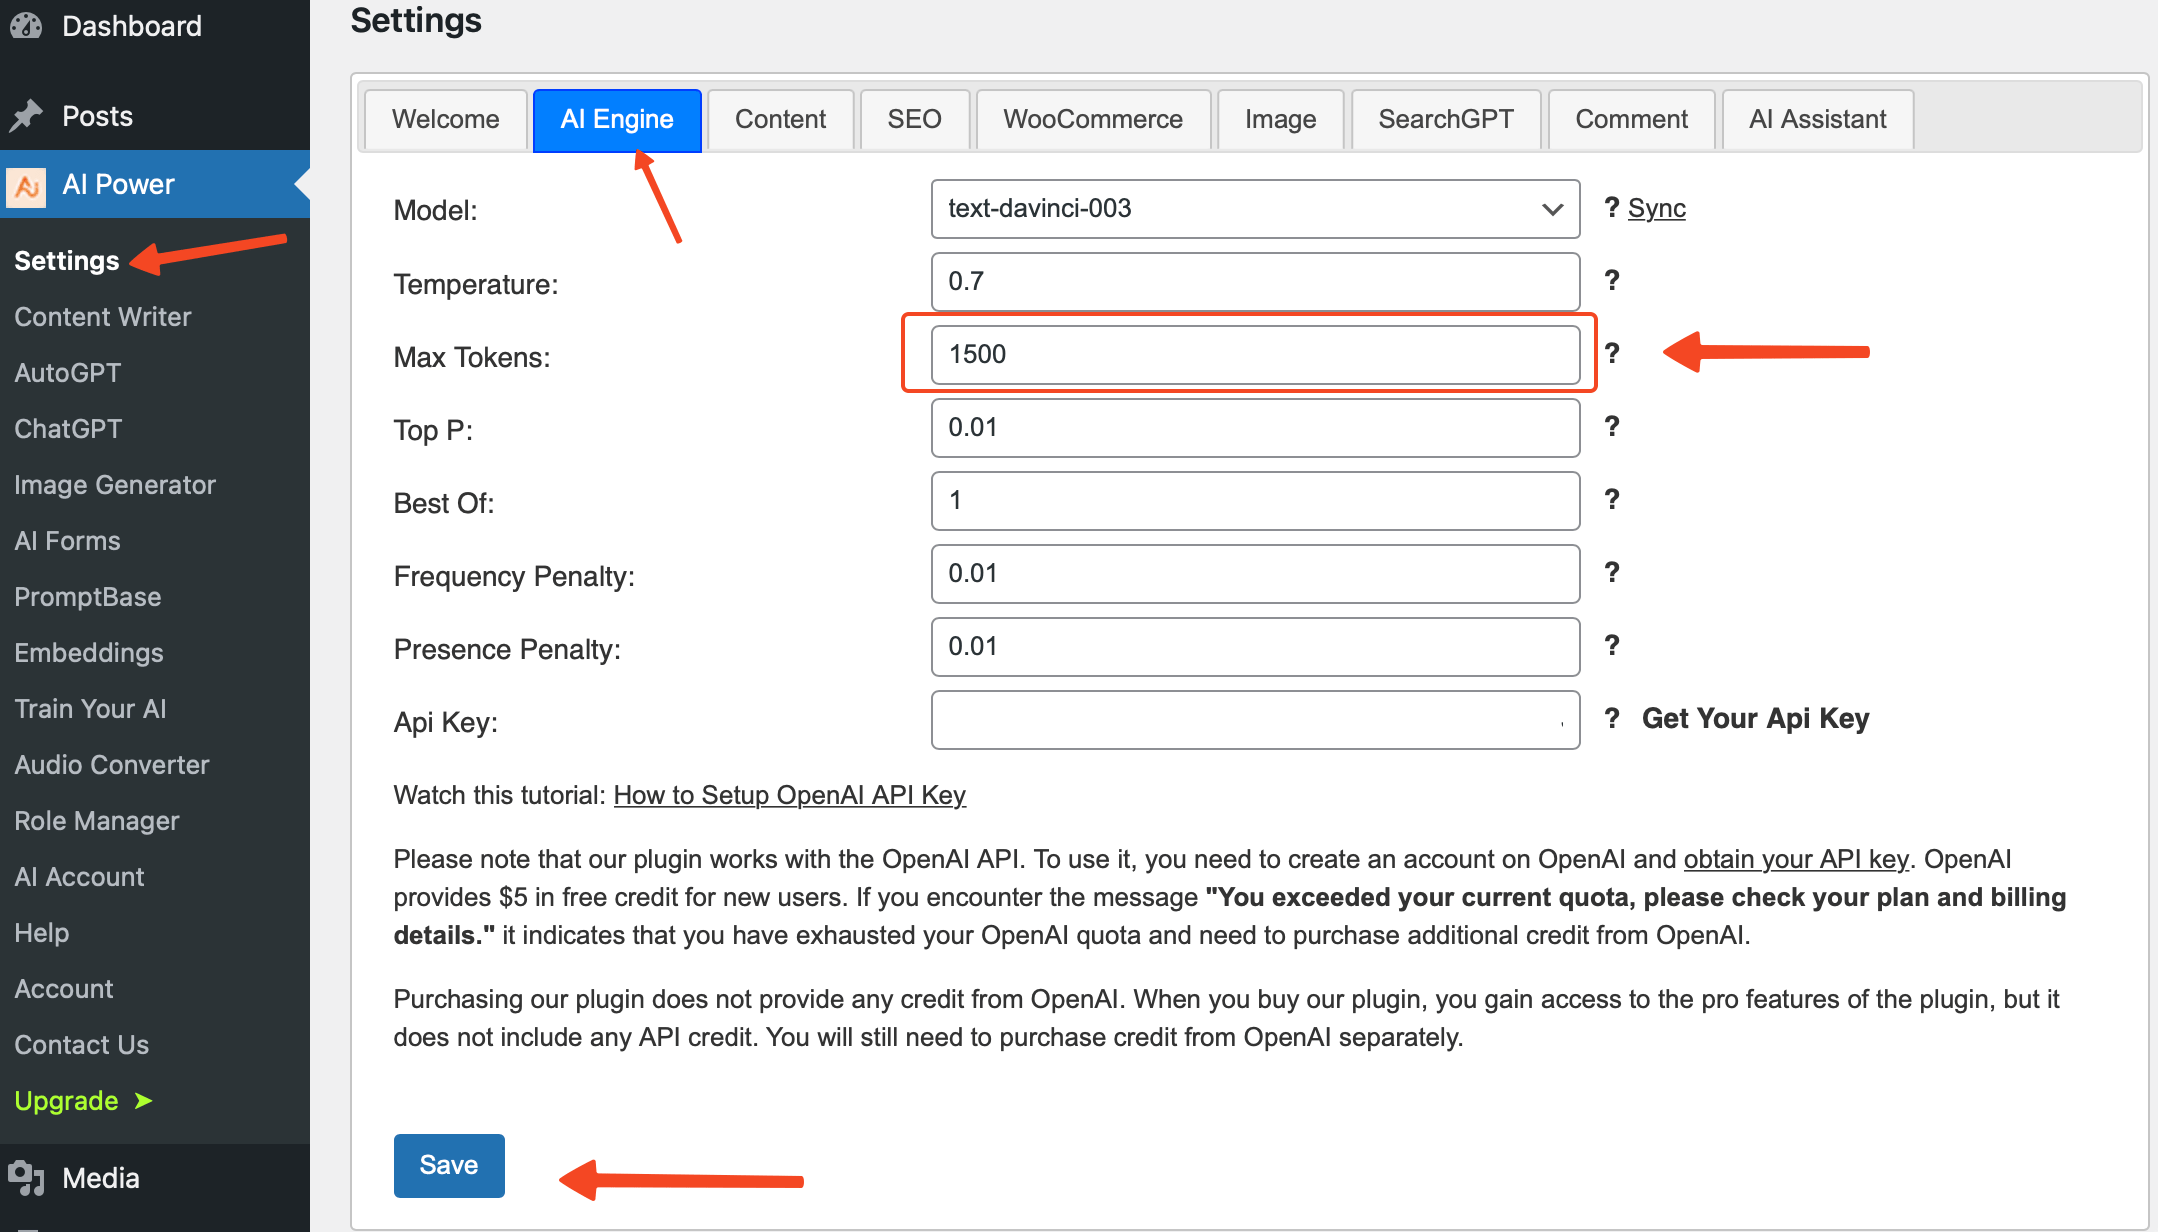 Dashboard
Posts
AI Power
Settings
Content Writer
AutoGPT
ChatGPT
Image Generator
AI Forms
PromptBase
Embeddings
Train Your AI
Audio Converter
Role Manager
AI Account
Help
Account
Contact Us
Upgrade ➤
Media
Settings
Welcome AI Engine Content SEO WooCommerce Image SearchGPT Comment AI Assistant
Model: text-davinci-003 ? Sync
Temperature: 0.7 ?
Max Tokens: 1500 ?
Top P: 0.01 ?
Best Of: 1 ?
Frequency Penalty: 0.01 ?
Presence Penalty: 0.01 ?
Api Key: ? Get Your Api Key
Watch this tutorial: How to Setup OpenAI API Key
Please note that our plugin works with the OpenAI API. To use it, you need to create an account on OpenAI and obtain your API key. OpenAI
provides $5 in free credit for new users. If you encounter the message "You exceeded your current quota, please check your plan and billing
details." it indicates that you have exhausted your OpenAI quota and need to purchase additional credit from OpenAI.
Purchasing our plugin does not provide any credit from OpenAI. When you buy our plugin, you gain access to the pro features of the plugin, but it
does not include any API credit. You will still need to purchase credit from OpenAI separately.
Save